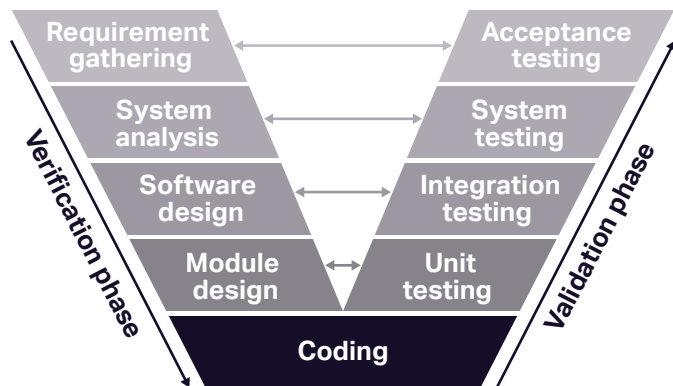 Requirement
gathering
Acceptance
testing
System
analysis
System
testing
Software
design
Integration
testing
Module
design
Unit
testing
Coding
Verification phase
Validation phase